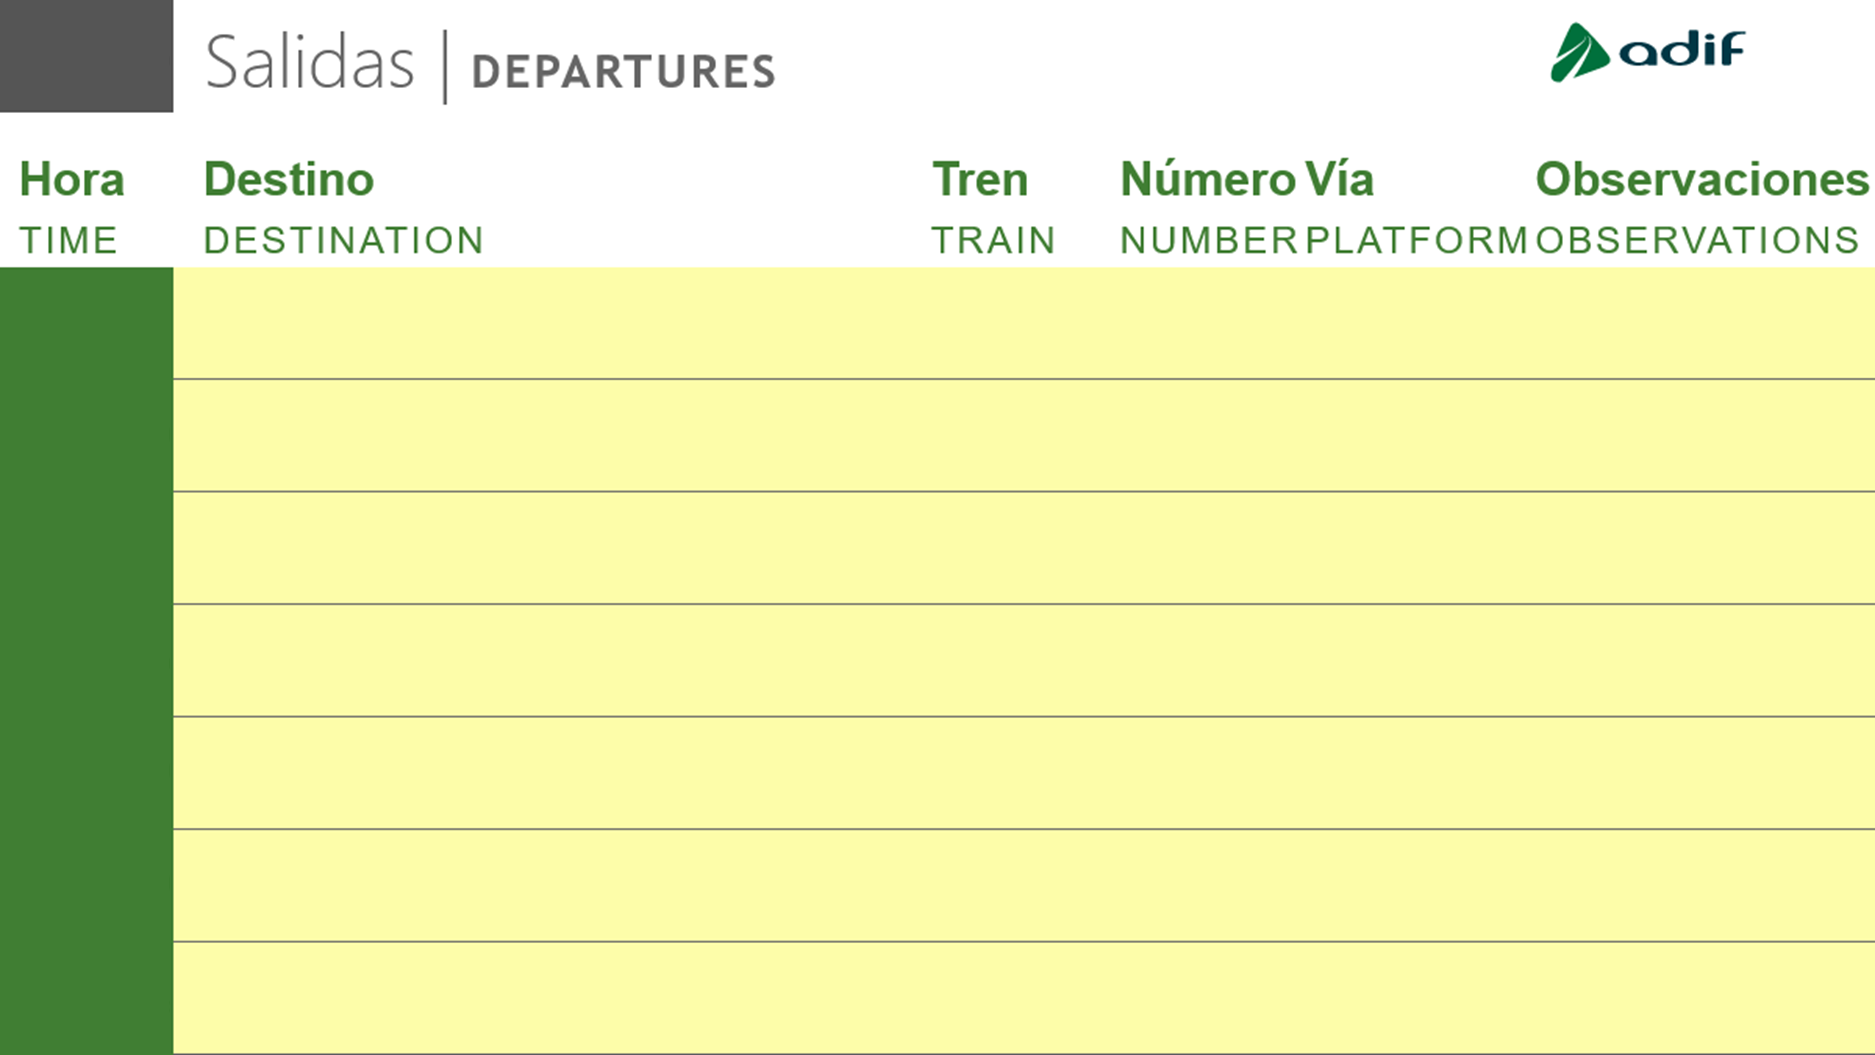 Salidas | DEPARTURES
adif
Hora Destino Tren Número Vía Observaciones
TIME DESTINATION TRAIN NUMBER PLATFORM OBSERVATIONS